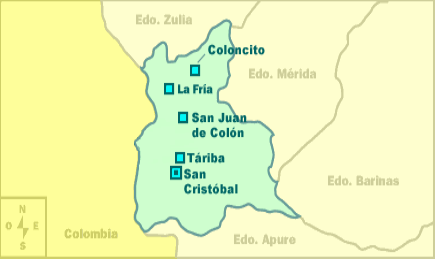 Edo. Zulia
Coloncito
Edo. Mérida
La Fría
San Juan
de Colón
Táriba
San
Cristóbal
Edo. Barinas
N
O E
S
Colombia
Edo. Apure